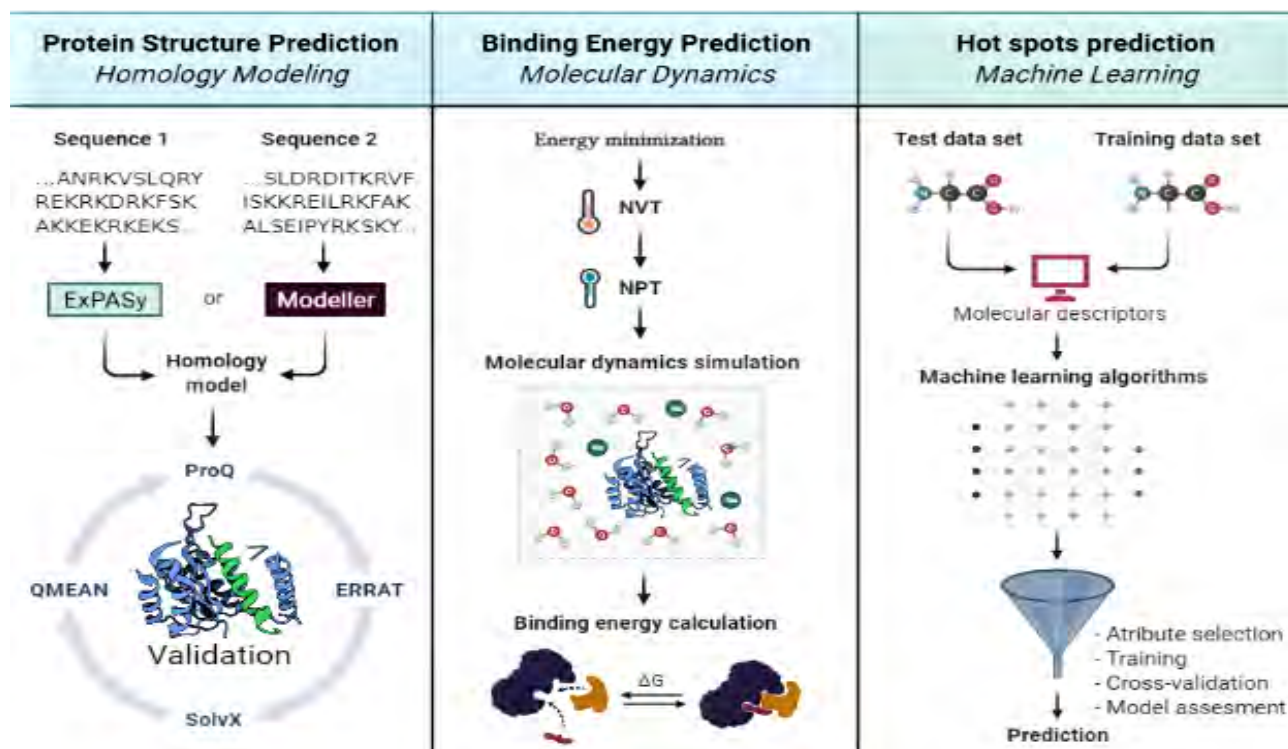 Protein Structure Prediction
Homology Modeling
Sequence 1
Sequence 2
...ANRKVSLQRY
REKRKDRKFSK
AKKEKRKEKS...
...SLDRDITKRVF
ISKKREILRKFAK
ALSEIPYRKSKY...
ExPASy
or
Modeller
Homology
model
ProQ
QMEAN
ERRAT
Validation
SolvX
Binding Energy Prediction
Molecular Dynamics
Energy minimization
NVT
NPT
Molecular dynamics simulation
Binding energy calculation
ΔG
Hot spots prediction
Machine Learning
Test data set
Training data set
Molecular descriptors
Machine learning algorithms
- Atribute selection
- Training
- Cross-validation
- Model assesment
Prediction